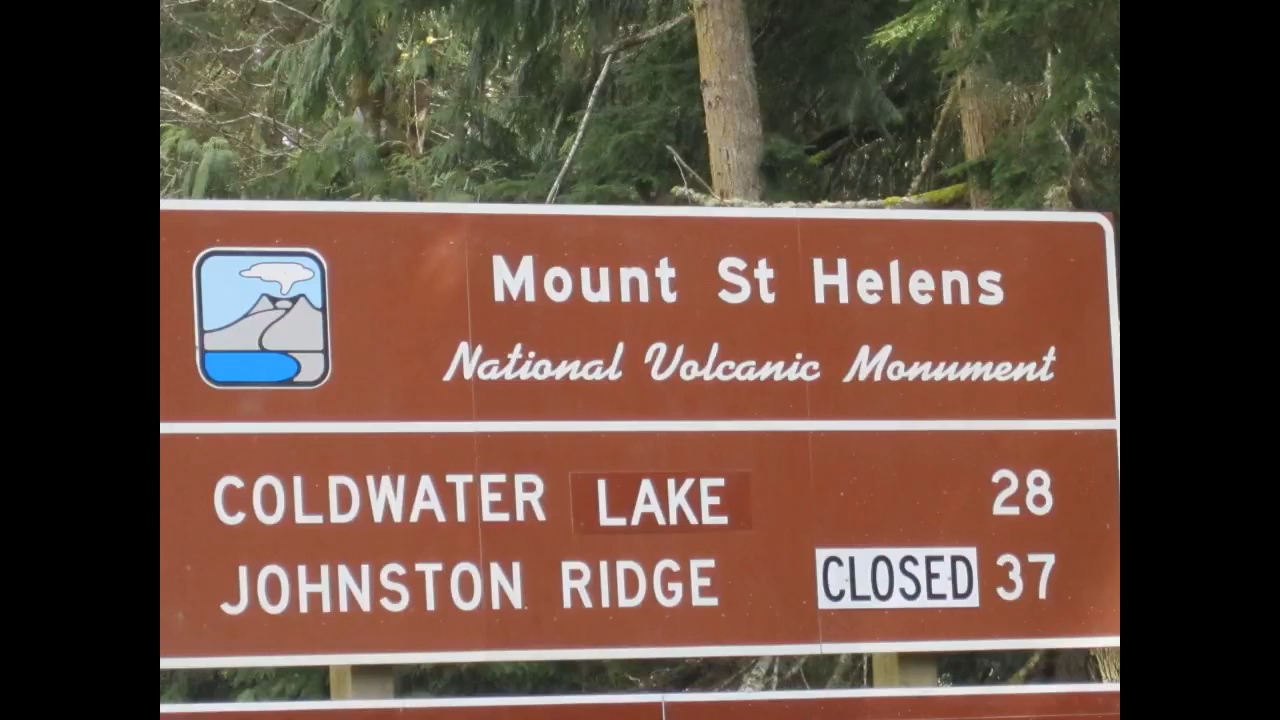 Mount St Helens
National Volcanic Monument
COLDWATER LAKE 28
JOHNSTON RIDGE CLOSED 37